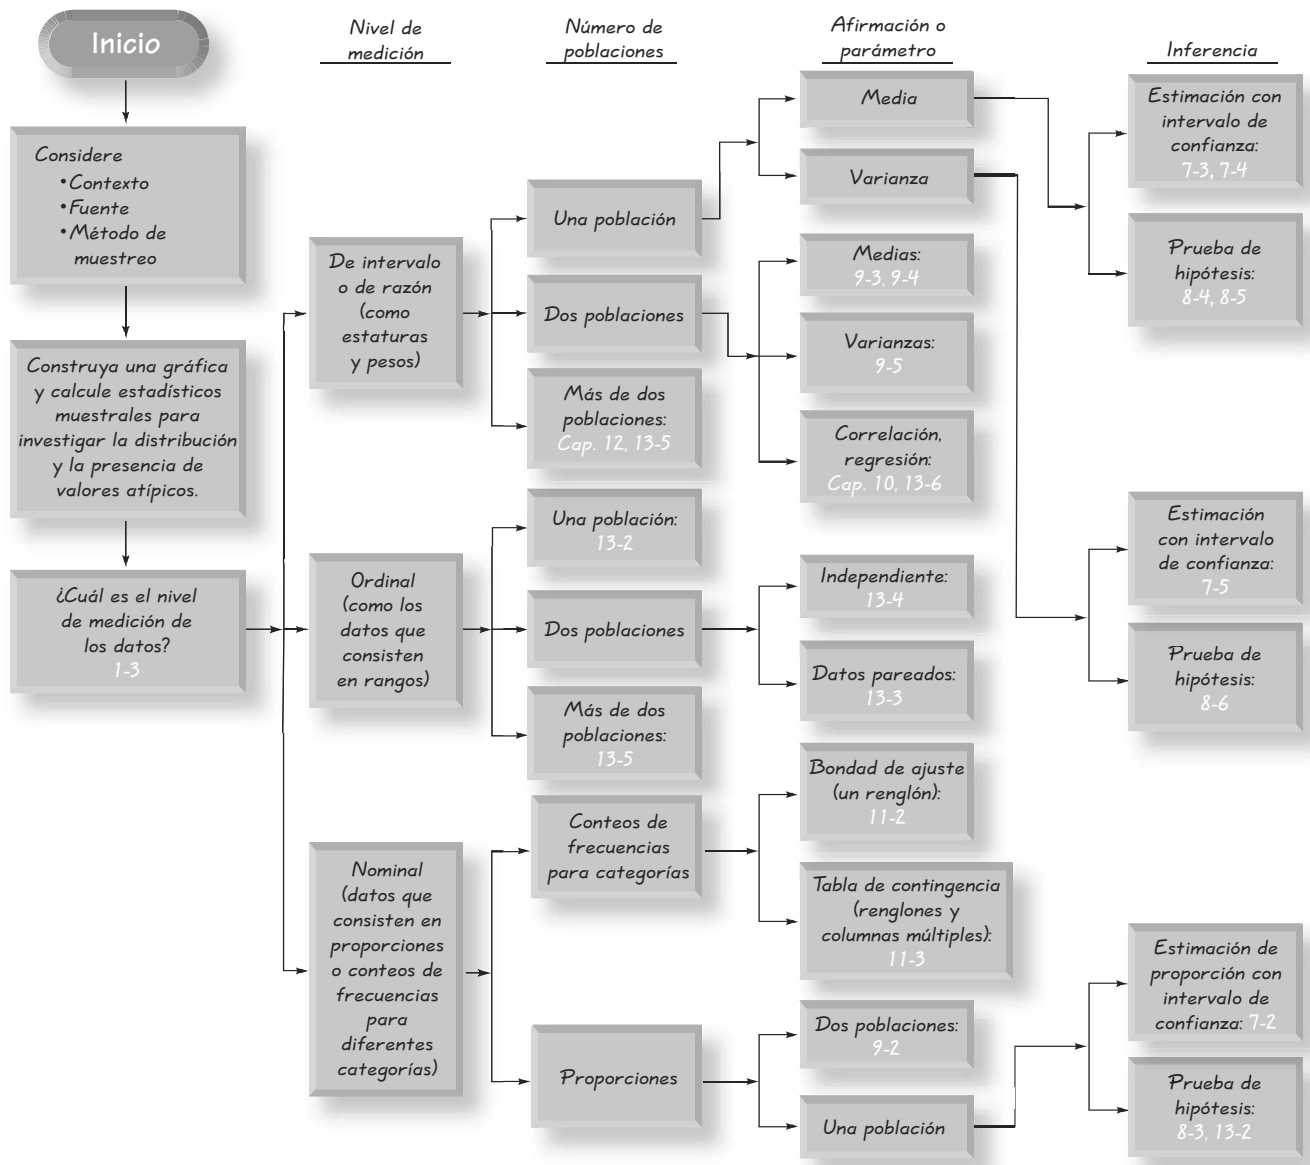 Inicio
Considere
•Contexto
•Fuente
•Método de
muestreo
Construya una gráfica
y calcule estadísticos
muestrales para
investigar la distribución
y la presencia de
valores atípicos.
¿Cuál es el nivel
de medición de
los datos?
1-3
Nivel de
medición
De intervalo
o de razón
(como
estaturas
y pesos)
Ordinal
(como los
datos que
consisten
en rangos)
Nominal
(datos que
consisten en
proporciones
o conteos de
frecuencias
para
diferentes
categorías)
Número de
poblaciones
Una población
Dos poblaciones
Más de dos
poblaciones:
Cap. 12, 13-5
Una población:
13-2
Dos poblaciones
Más de dos
poblaciones:
13-5
Conteos de
frecuencias
para categorías
Proporciones
Afirmación o
parámetro
Media
Varianza
Medias:
9-3, 9-4
Varianzas:
9-5
Correlación,
regresión:
Cap. 10, 13-6
Independiente:
13-4
Datos pareados:
13-3
Bondad de ajuste
(un renglón):
11-2
Tabla de contingencia
(renglones y
columnas múltiples):
11-3
Dos poblaciones:
9-2
Una población
Inferencia
Estimación con
intervalo de
confianza:
7-3, 7-4
Prueba de
hipótesis:
8-4, 8-5
Estimación
con intervalo
de confianza:
7-5
Prueba de
hipótesis:
8-6
Estimación de
proporción con
intervalo de
confianza: 7-2
Prueba de
hipótesis:
8-3, 13-2